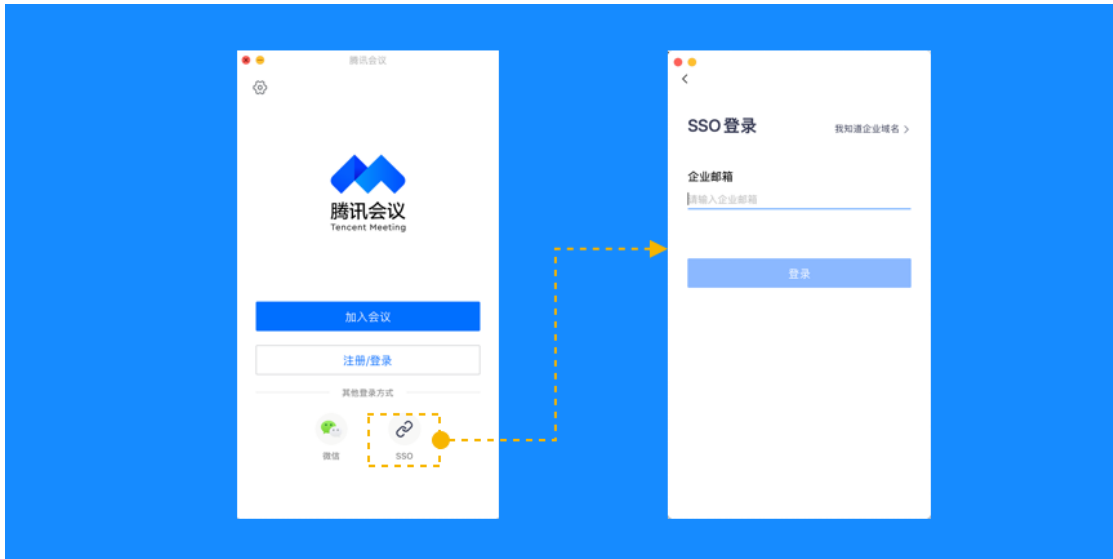 腾讯会议
腾讯会议
Tencent Meeting
加入会议
注册/登录
其他登录方式
微信
SSO
SSO 登录
我知道企业域名 >
企业邮箱
请输入企业邮箱
登录